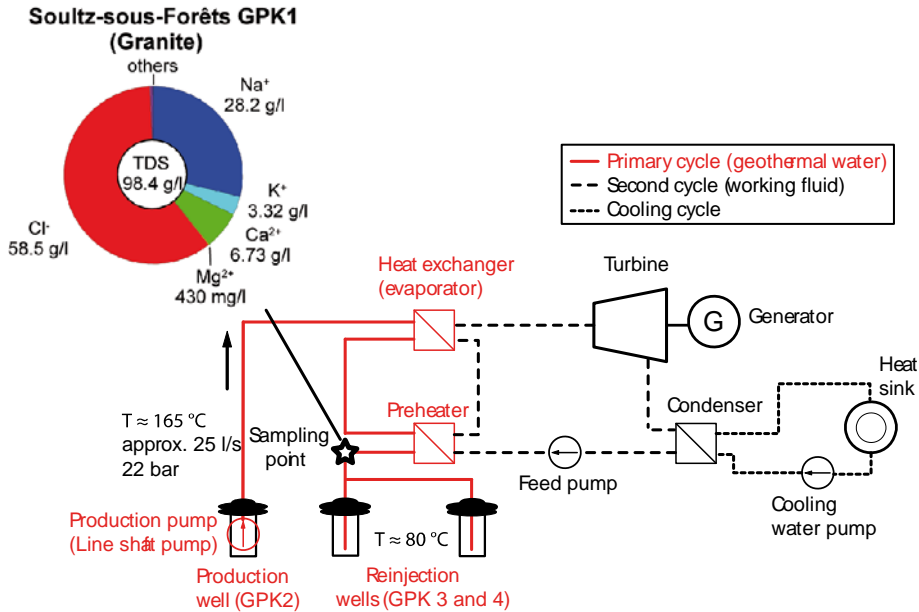 Soultz-sous-Forêts GPK1
(Granite)
others
Na⁺
28.2 g/l
TDS
98.4 g/l
K⁺
3.32 g/l
Ca²⁺
6.73 g/l
Mg²⁺
430 mg/l
Cl⁻
58.5 g/l
Primary cycle (geothermal water)
Second cycle (working fluid)
Cooling cycle
Heat exchanger
(evaporator)
Turbine
G
Generator
Heat
sink
Condenser
Preheater
T ≈ 165 °C
approx. 25 l/s
22 bar
Sampling
point
Feed pump
Cooling
water pump
Production pump
(Line shaft pump)
T ≈ 80 °C
Production
well (GPK2)
Reinjection
wells (GPK 3 and 4)